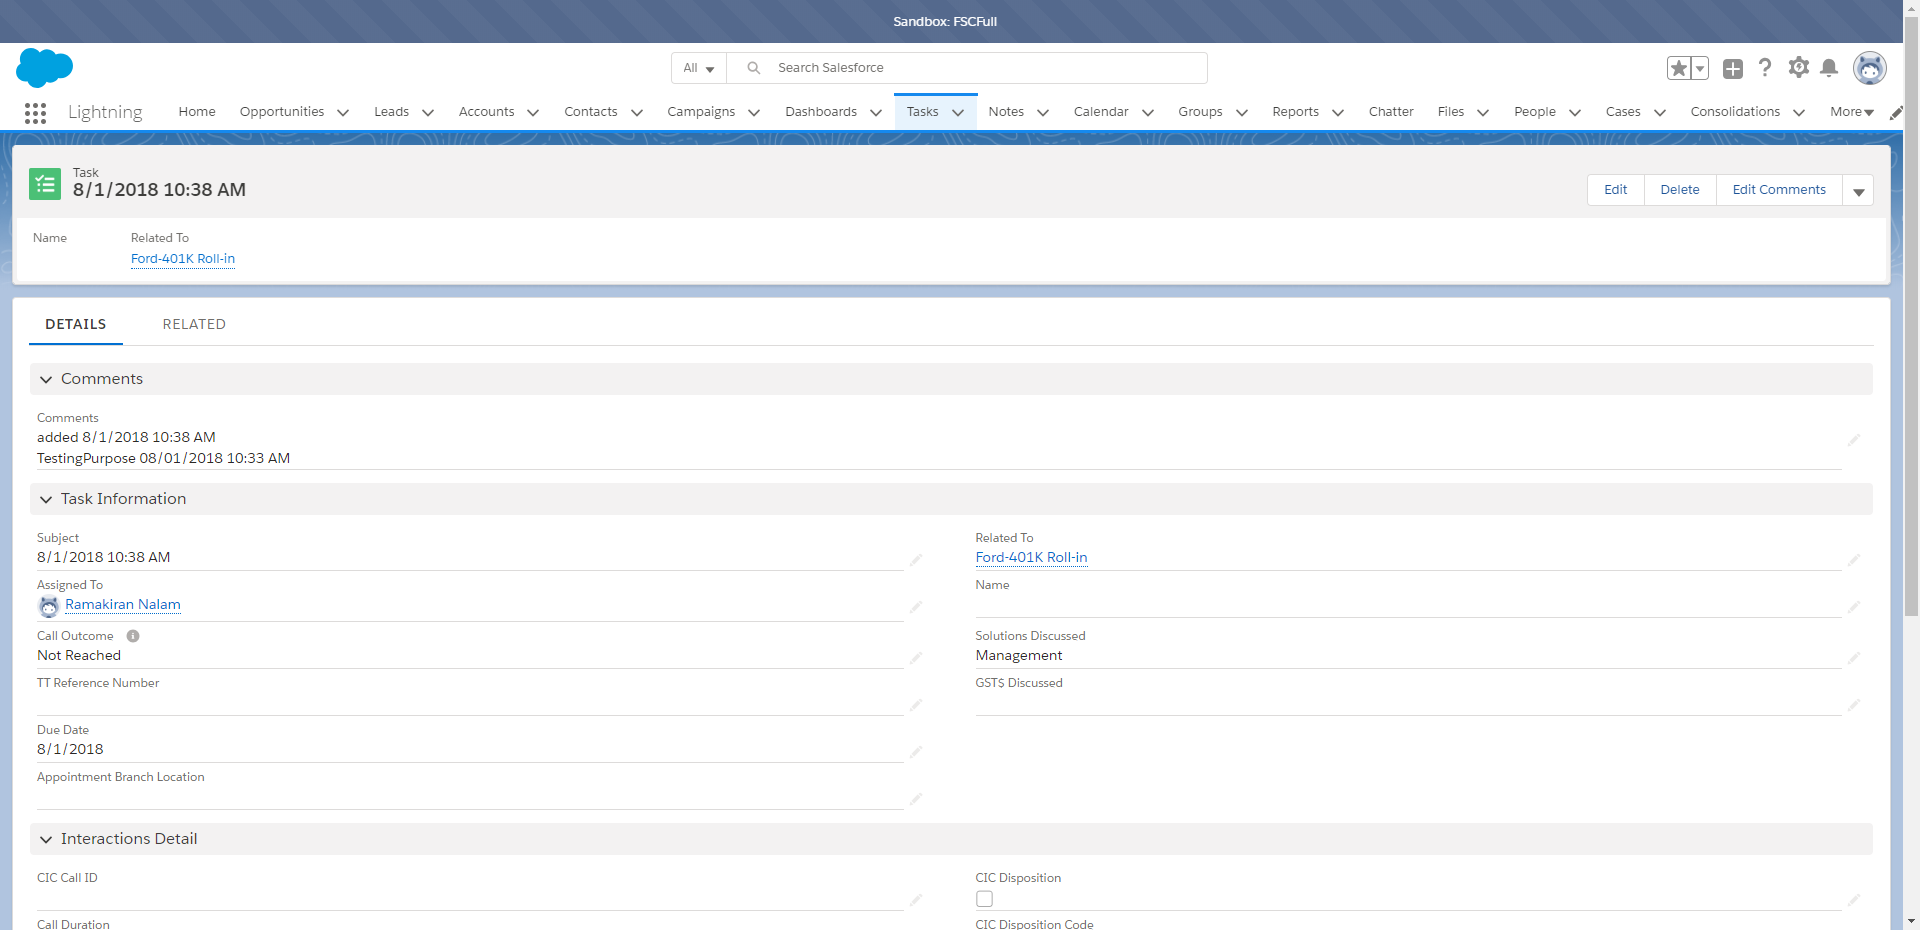 Sandbox: FSCFull
All Search Salesforce
Lightning Home Opportunities Leads Accounts Contacts Campaigns Dashboards Tasks Notes Calendar Groups Reports Chatter Files People Cases Consolidations More
Task
8/1/2018 10:38 AM
Edit Delete Edit Comments
Name Related To
Ford-401K Roll-in
DETAILS RELATED
Comments
Comments
added 8/1/2018 10:38 AM
TestingPurpose 08/01/2018 10:33 AM
Task Information
Subject Related To
8/1/2018 10:38 AM Ford-401K Roll-in
Assigned To Name
Ramakiran Nalam
Call Outcome Solutions Discussed
Not Reached Management
TT Reference Number GST$ Discussed
Due Date
8/1/2018
Appointment Branch Location
Interactions Detail
CIC Call ID CIC Disposition
Call Duration CIC Disposition Code